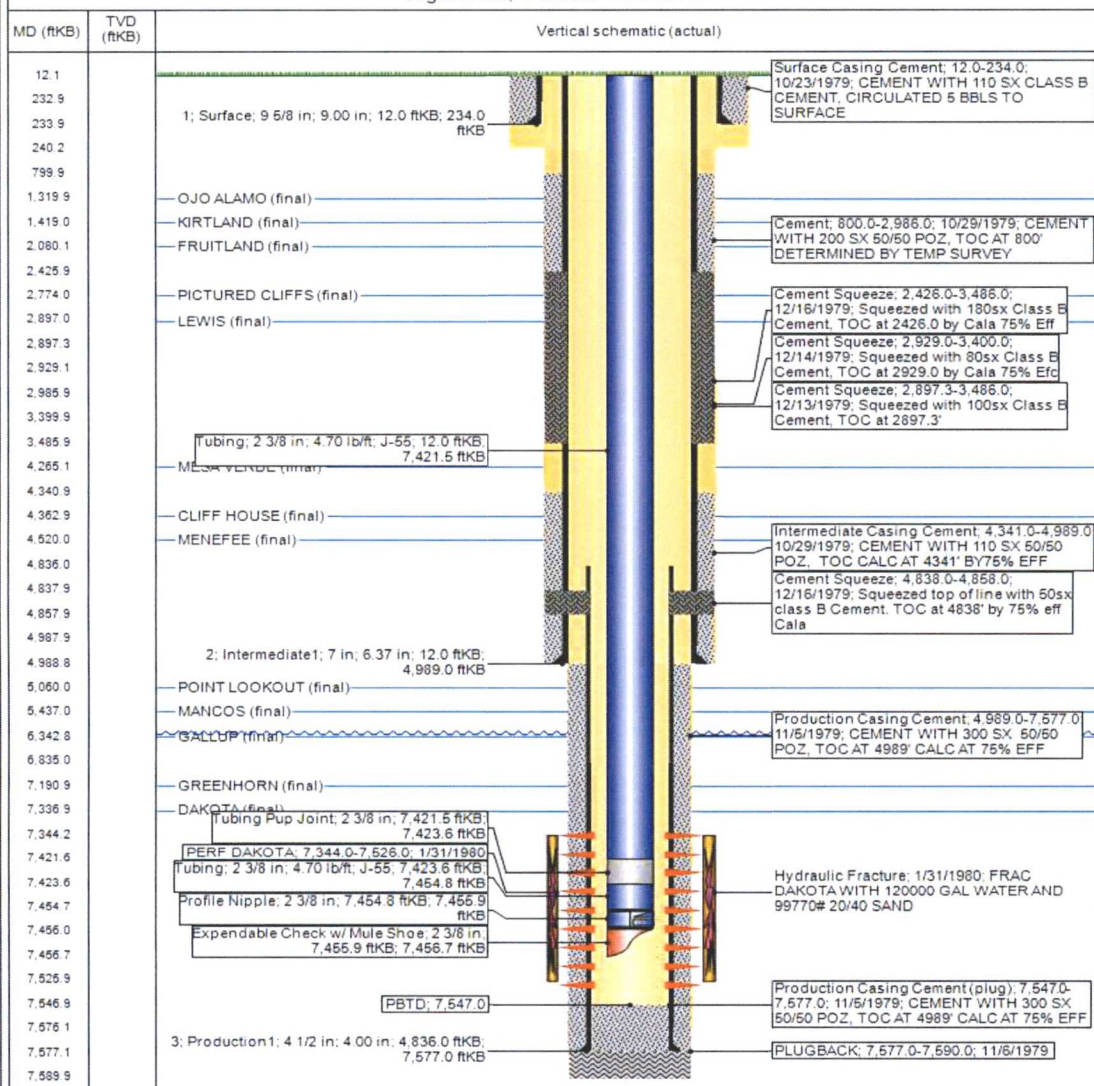 MD (ftKB)
TVD
(ftKB)
Vertical schematic (actual)
12.1
232.9
233.9
240.2
799.9
1,319.9
1,419.0
2,080.1
2,425.9
2,774.0
2,897.0
2,897.3
2,929.1
2,985.9
3,399.9
3,485.9
4,265.1
4,340.9
4,362.9
4,520.0
4,836.0
4,837.9
4,857.9
4,987.9
4,988.8
5,060.0
5,437.0
6,342.8
6,835.0
7,190.9
7,336.9
7,344.2
7,421.6
7,423.6
7,454.7
7,456.0
7,456.7
7,525.9
7,546.9
7,576.1
7,577.1
7,589.9
1; Surface; 9 5/8 in; 9.00 in; 12.0 ftKB; 234.0
ftKB
OJO ALAMO (final)
KIRTLAND (final)
FRUITLAND (final)
PICTURED CLIFFS (final)
LEWIS (final)
Tubing; 2 3/8 in; 4.70 lb/ft; J-55; 12.0 ftKB;
7,421.5 ftKB
MESA VERDE (final)
CLIFF HOUSE (final)
MENEFEE (final)
2; Intermediate1; 7 in; 6.37 in; 12.0 ftKB;
4,989.0 ftKB
POINT LOOKOUT (final)
MANCOS (final)
GALLUP (final)
GREENHORN (final)
DAKOTA (final)
Tubing Pup Joint; 2 3/8 in; 7,421.5 ftKB;
7,423.6 ftKB
PERF DAKOTA; 7,344.0-7,526.0; 1/31/1980
Tubing; 2 3/8 in; 4.70 lb/ft; J-55; 7,423.6 ftKB;
7,454.8 ftKB
Profile Nipple; 2 3/8 in; 7,454.8 ftKB; 7,455.9
ftKB
Expendable Check w/ Mule Shoe; 2 3/8 in;
7,455.9 ftKB; 7,456.7 ftKB
PBTD; 7,547.0
3; Production1; 4 1/2 in; 4.00 in; 4,836.0 ftKB;
7,577.0 ftKB
Surface Casing Cement; 12.0-234.0;
10/23/1979; CEMENT WITH 110 SX CLASS B
CEMENT, CIRCULATED 5 BBLS TO
SURFACE
Cement; 800.0-2,986.0; 10/29/1979; CEMENT
WITH 200 SX 50/50 POZ, TOC AT 800'
DETERMINED BY TEMP SURVEY
Cement Squeeze; 2,426.0-3,486.0;
12/16/1979; Squeezed with 180sx Class B
Cement, TOC at 2426.0 by Cala 75% Eff
Cement Squeeze; 2,929.0-3,400.0;
12/14/1979; Squeezed with 80sx Class B
Cement, TOC at 2929.0 by Cala 75% Efc
Cement Squeeze; 2,897.3-3,486.0;
12/13/1979; Squeezed with 100sx Class B
Cement, TOC at 2897.3'
Intermediate Casing Cement; 4,341.0-4,989.0
10/29/1979; CEMENT WITH 110 SX 50/50
POZ, TOC CALC AT 4341' BY75% EFF
Cement Squeeze; 4,838.0-4,858.0;
12/16/1979; Squeezed top of line with 50sx
class B Cement. TOC at 4838' by 75% eff
Cala
Production Casing Cement; 4,989.0-7,577.0
11/5/1979; CEMENT WITH 300 SX 50/50
POZ, TOC AT 4989' CALC AT 75% EFF
Hydraulic Fracture; 1/31/1980; FRAC
DAKOTA WITH 120000 GAL WATER AND
99770# 20/40 SAND
Production Casing Cement (plug); 7,547.0-
7,577.0; 11/5/1979; CEMENT WITH 300 SX
50/50 POZ, TOC AT 4989' CALC AT 75% EFF
PLUGBACK; 7,577.0-7,590.0; 11/6/1979